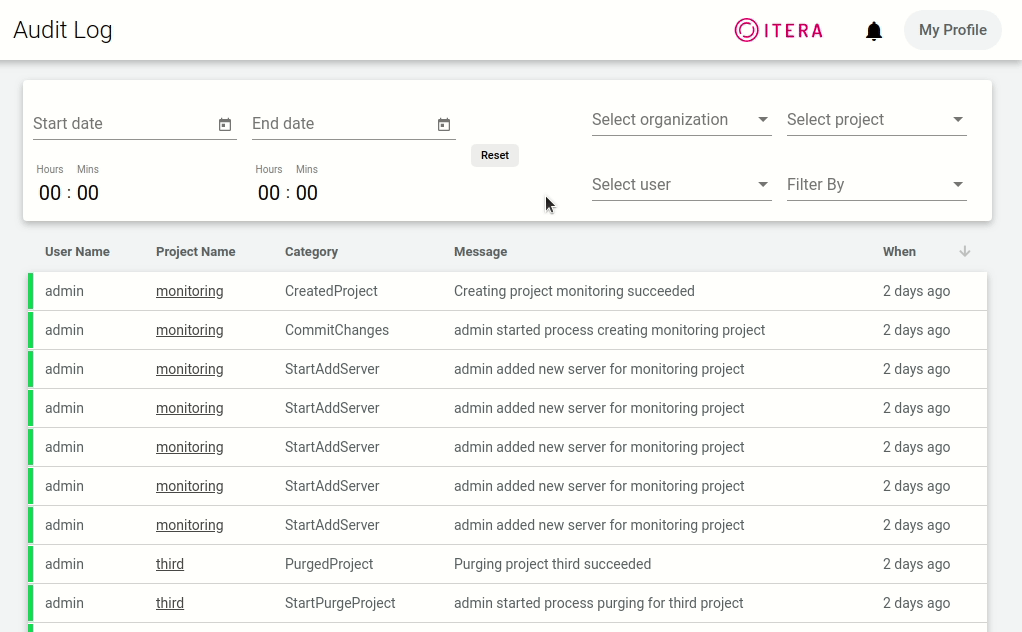 Audit Log
ITERA
My Profile
Start date
End date
Select organization
Select project
Reset
Hours Mins
00 : 00
Hours Mins
00 : 00
Select user
Filter By
User Name Project Name Category Message When
admin monitoring CreatedProject Creating project monitoring succeeded 2 days ago
admin monitoring CommitChanges admin started process creating monitoring project 2 days ago
admin monitoring StartAddServer admin added new server for monitoring project 2 days ago
admin monitoring StartAddServer admin added new server for monitoring project 2 days ago
admin monitoring StartAddServer admin added new server for monitoring project 2 days ago
admin monitoring StartAddServer admin added new server for monitoring project 2 days ago
admin monitoring StartAddServer admin added new server for monitoring project 2 days ago
admin third PurgedProject Purging project third succeeded 2 days ago
admin third StartPurgeProject admin started process purging for third project 2 days ago